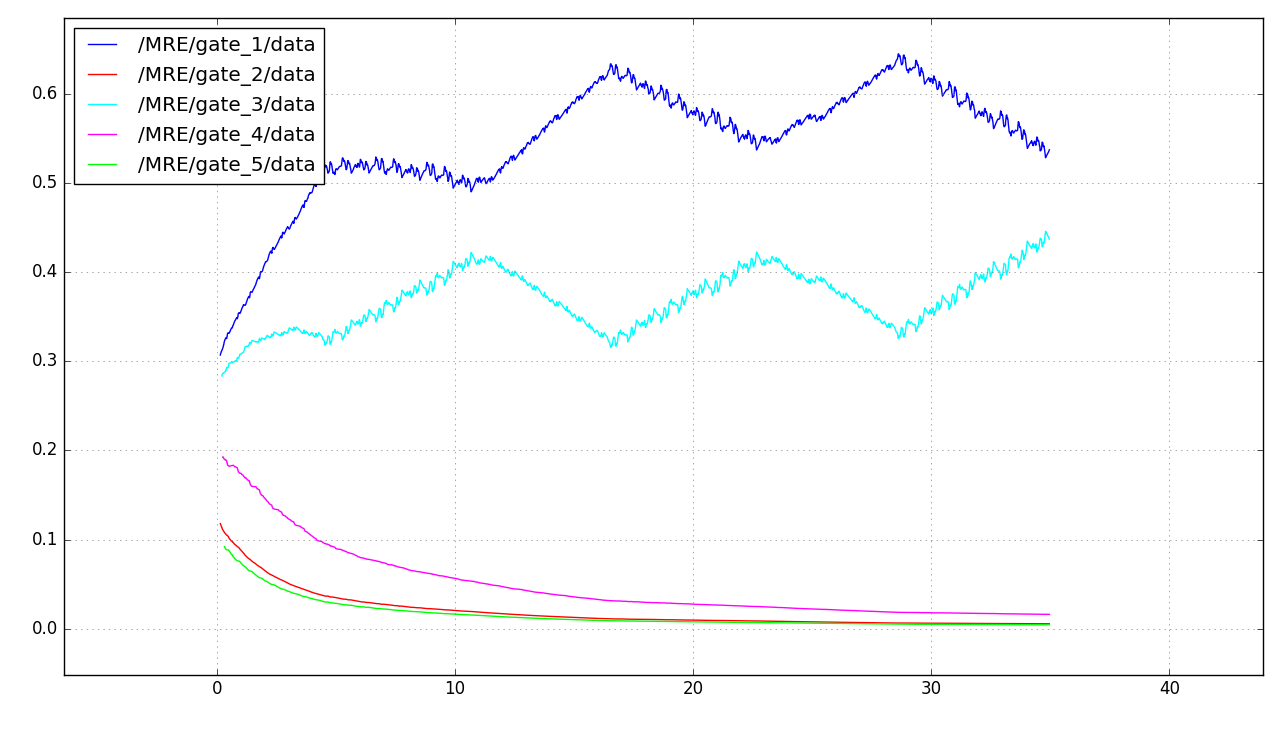 /MRE/gate_1/data
/MRE/gate_2/data
/MRE/gate_3/data
/MRE/gate_4/data
/MRE/gate_5/data
0.6
0.5
0.4
0.3
0.2
0.1
0.0
0 10 20 30 40